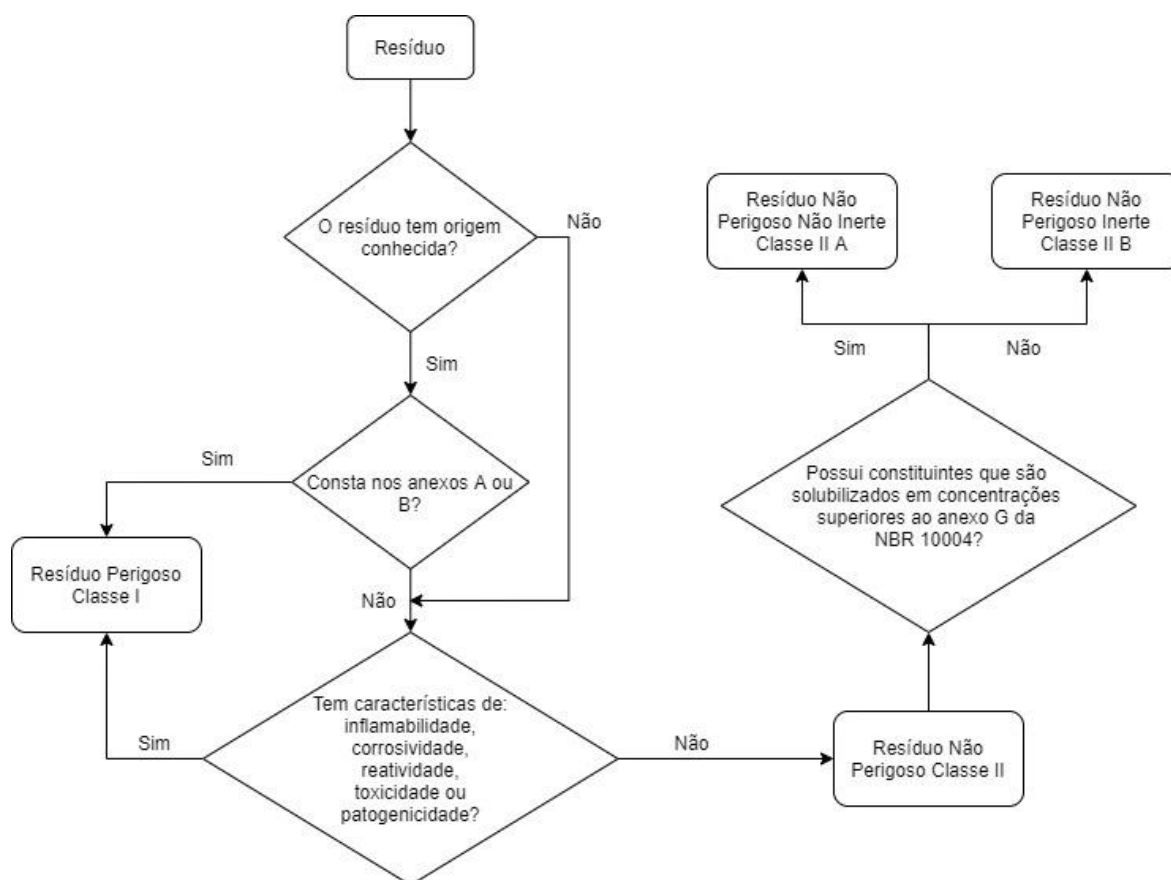 Resíduo
O resíduo tem origem
conhecida?
Não
Sim
Consta nos anexos A ou
B?
Sim
Não
Resíduo Perigoso
Classe I
Tem características de:
inflamabilidade,
corrosividade,
reatividade,
toxicidade ou
patogenicidade?
Sim
Não
Resíduo Não
Perigoso Classe II
Possui constituintes que são
solubilizados em concentrações
superiores ao anexo G da
NBR 10004?
Sim
Não
Resíduo Não
Perigoso Não Inerte
Classe II A
Resíduo Não
Perigoso Inerte
Classe II B